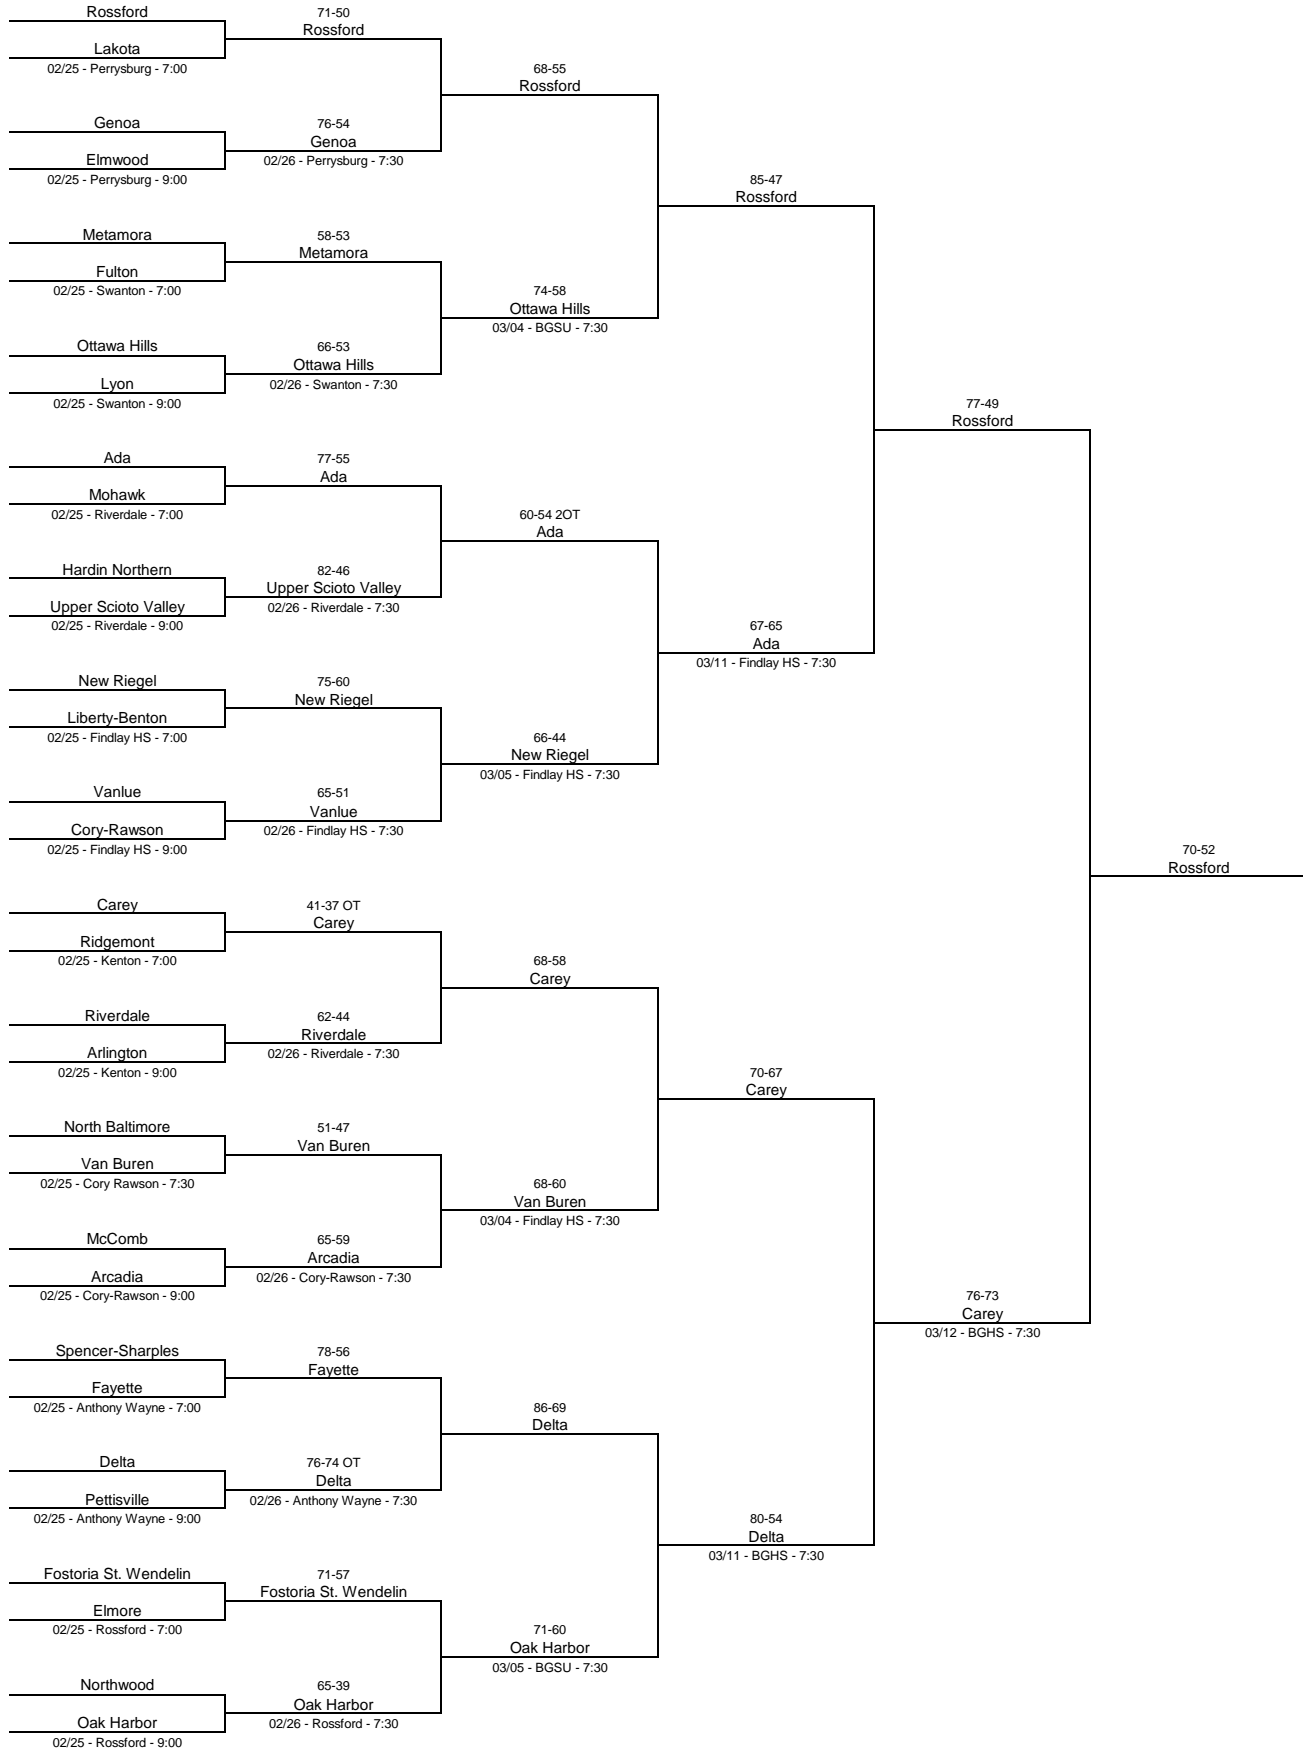 Rossford
Lakota
02/25 - Perrysburg - 7:00
Genoa
Elmwood
02/25 - Perrysburg - 9:00
Metamora
Fulton
02/25 - Swanton - 7:00
Ottawa Hills
Lyon
02/25 - Swanton - 9:00
Ada
Mohawk
02/25 - Riverdale - 7:00
Hardin Northern
Upper Scioto Valley
02/25 - Riverdale - 9:00
New Riegel
Liberty-Benton
02/25 - Findlay HS - 7:00
Vanlue
Cory-Rawson
02/25 - Findlay HS - 9:00
Carey
Ridgemont
02/25 - Kenton - 7:00
Riverdale
Arlington
02/25 - Kenton - 9:00
North Baltimore
Van Buren
02/25 - Cory Rawson - 7:30
McComb
Arcadia
02/25 - Cory-Rawson - 9:00
Spencer-Sharples
Fayette
02/25 - Anthony Wayne - 7:00
Delta
Pettisville
02/25 - Anthony Wayne - 9:00
Fostoria St. Wendelin
Elmore
02/25 - Rossford - 7:00
Northwood
Oak Harbor
02/25 - Rossford - 9:00
71-50
Rossford
76-54
Genoa
02/26 - Perrysburg - 7:30
58-53
Metamora
66-53
Ottawa Hills
02/26 - Swanton - 7:30
77-55
Ada
82-46
Upper Scioto Valley
02/26 - Riverdale - 7:30
75-60
New Riegel
65-51
Vanlue
02/26 - Findlay HS - 7:30
41-37 OT
Carey
62-44
Riverdale
02/26 - Riverdale - 7:30
51-47
Van Buren
65-59
Arcadia
02/26 - Cory-Rawson - 7:30
78-56
Fayette
76-74 OT
Delta
02/26 - Anthony Wayne - 7:30
71-57
Fostoria St. Wendelin
65-39
Oak Harbor
02/26 - Rossford - 7:30
68-55
Rossford
74-58
Ottawa Hills
03/04 - BGSU - 7:30
60-54 2OT
Ada
66-44
New Riegel
03/05 - Findlay HS - 7:30
68-58
Carey
68-60
Van Buren
03/04 - Findlay HS - 7:30
86-69
Delta
71-60
Oak Harbor
03/05 - BGSU - 7:30
85-47
Rossford
67-65
Ada
03/11 - Findlay HS - 7:30
70-67
Carey
80-54
Delta
03/11 - BGHS - 7:30
77-49
Rossford
76-73
Carey
03/12 - BGHS - 7:30
70-52
Rossford